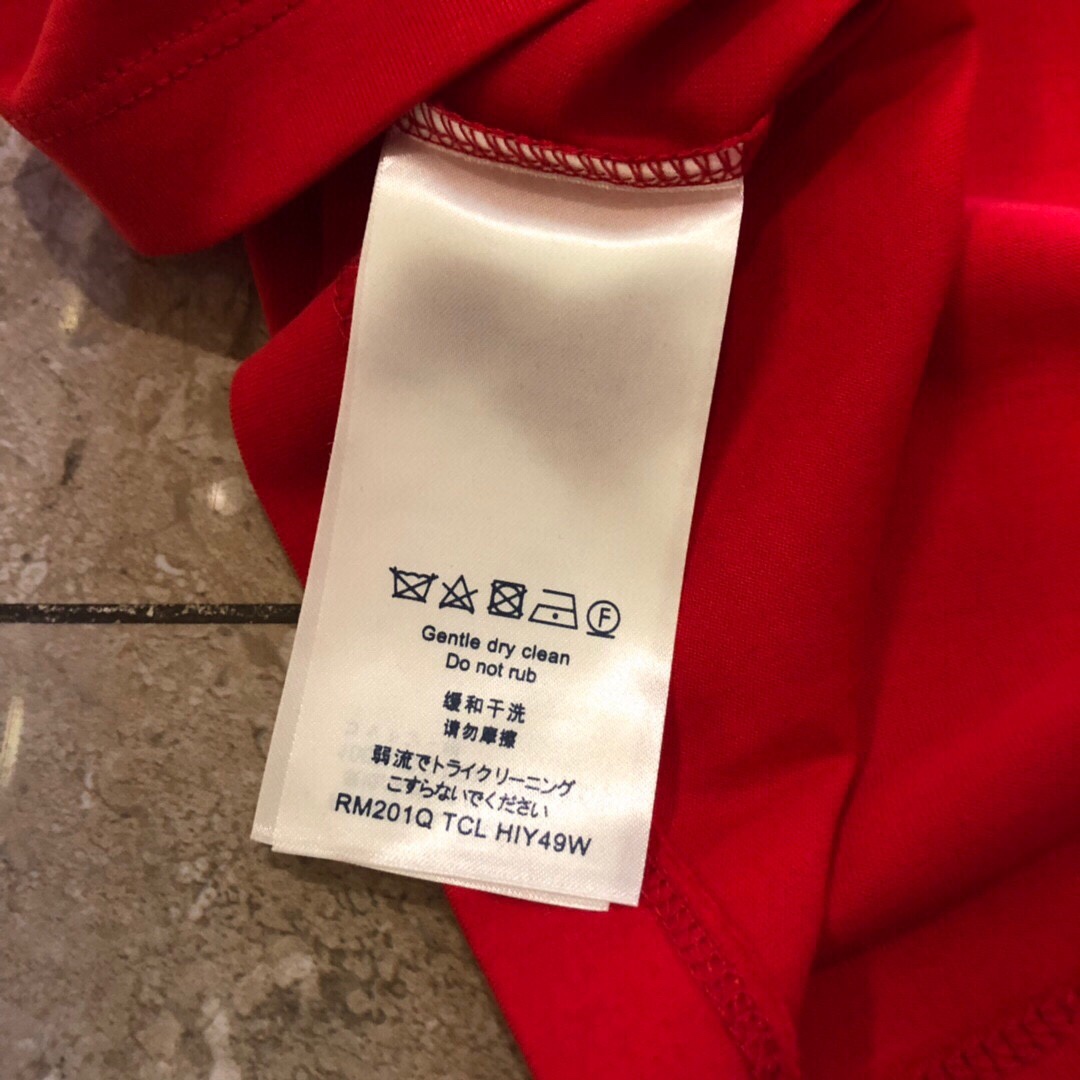 F
Gentle dry clean
Do not rub
缓和干洗
请勿摩擦
弱流でトライクリーニング
こすらないでください
RM201Q TCL HIY49W